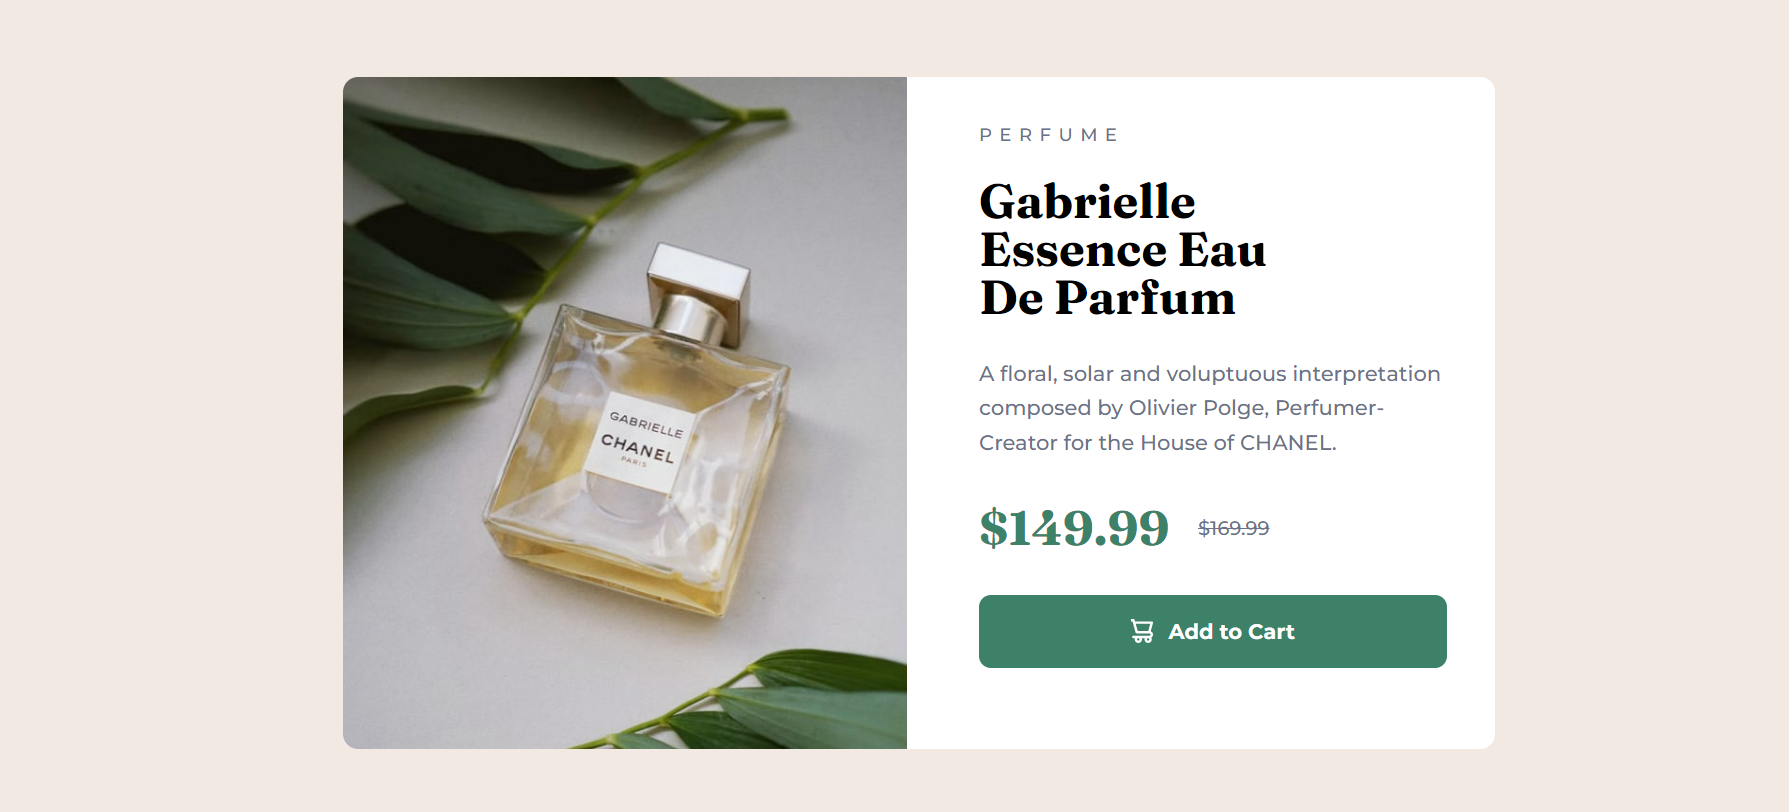 GABRIELLE
CHANEL
PARIS
PERFUME
Gabrielle
Essence Eau
De Parfum
A floral, solar and voluptuous interpretation
composed by Olivier Polge, Perfumer-
Creator for the House of CHANEL.
$149.99 $169.99
Add to Cart